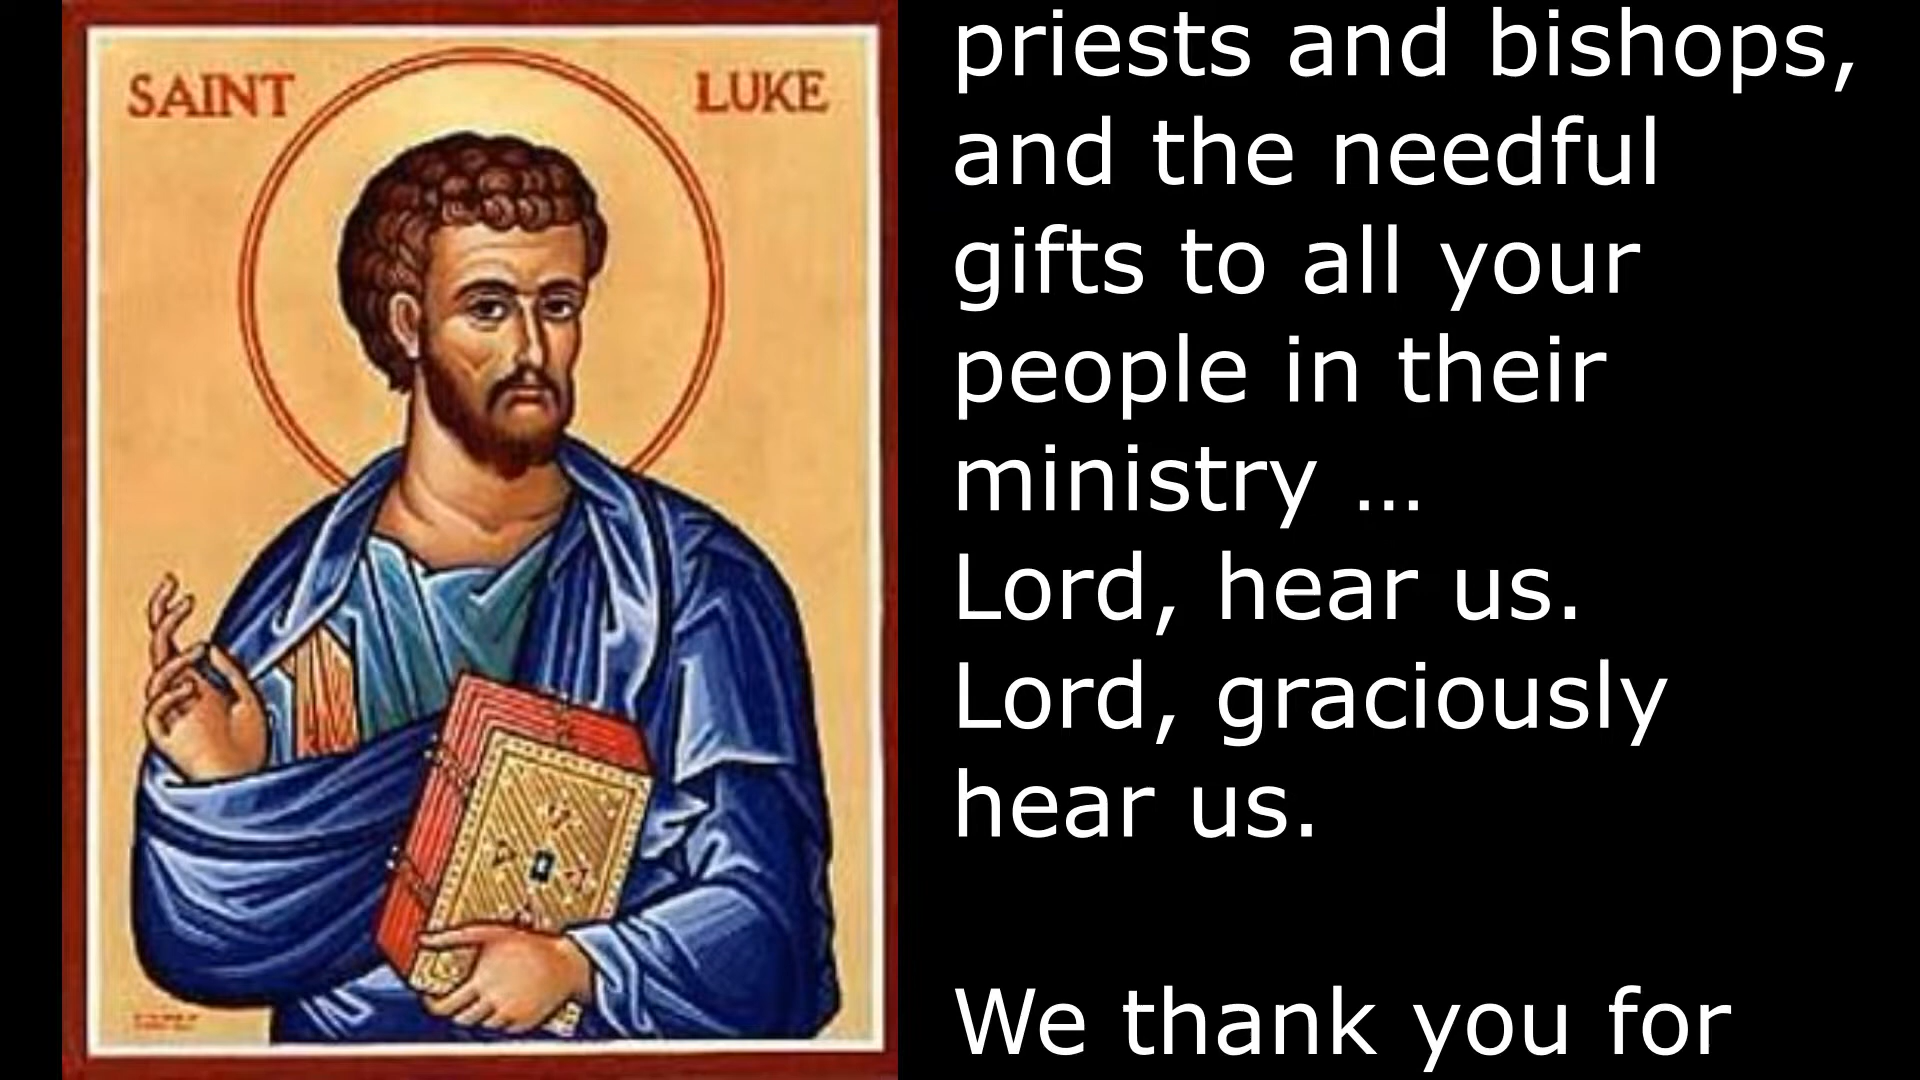 SAINT LUKE
priests and bishops,
and the needful
gifts to all your
people in their
ministry …
Lord, hear us.
Lord, graciously
hear us.
We thank you for